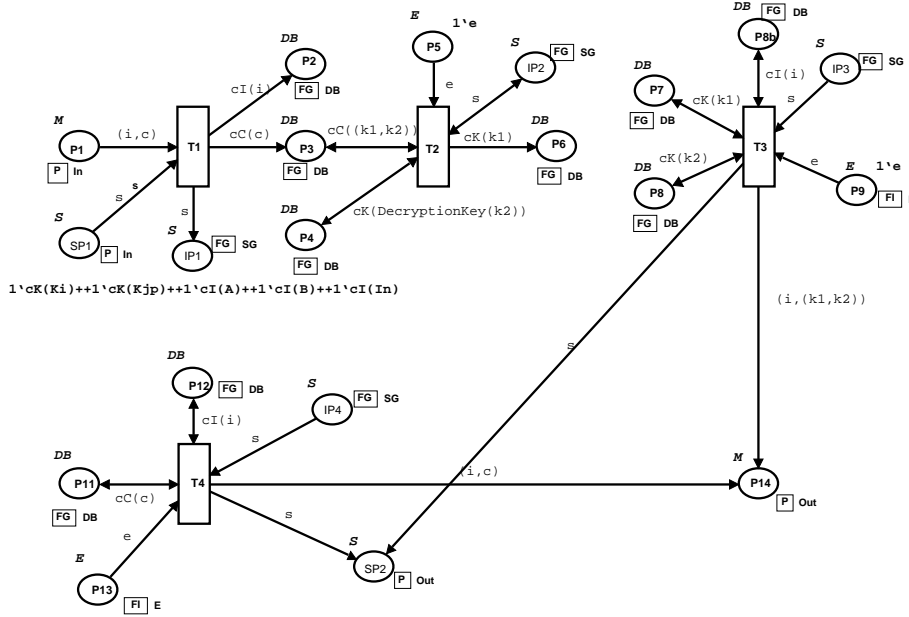 DB
P8b
FG DB
E
1‘e
P5
S
IP2
FG SG
DB
P2
FG DB
cI(i)
e
s
cI(i)
S
IP3
FG SG
s
DB
P7
FG DB
cK(k1)
M
P1
P In
(i,c)
T1
cC(c)
DB
P3
FG DB
cC((k1,k2))
T2
cK(k1)
DB
P6
FG DB
T3
cK(k2)
DB
P8
FG DB
e
E
1‘e
P9
FI
s
s
S
SP1
P In
s
S
IP1
FG SG
DB
P4
FG DB
cK(DecryptionKey(k2))
1‘cK(Ki)++1‘cK(Kjp)++1‘cI(A)++1‘cI(B)++1‘cI(In)
(i,(k1,k2))
s
DB
P12
FG DB
cI(i)
S
IP4
FG SG
s
DB
P11
FG DB
cC(c)
T4
(i,c)
M
P14
P Out
e
s
E
P13
FI E
S
SP2
P Out